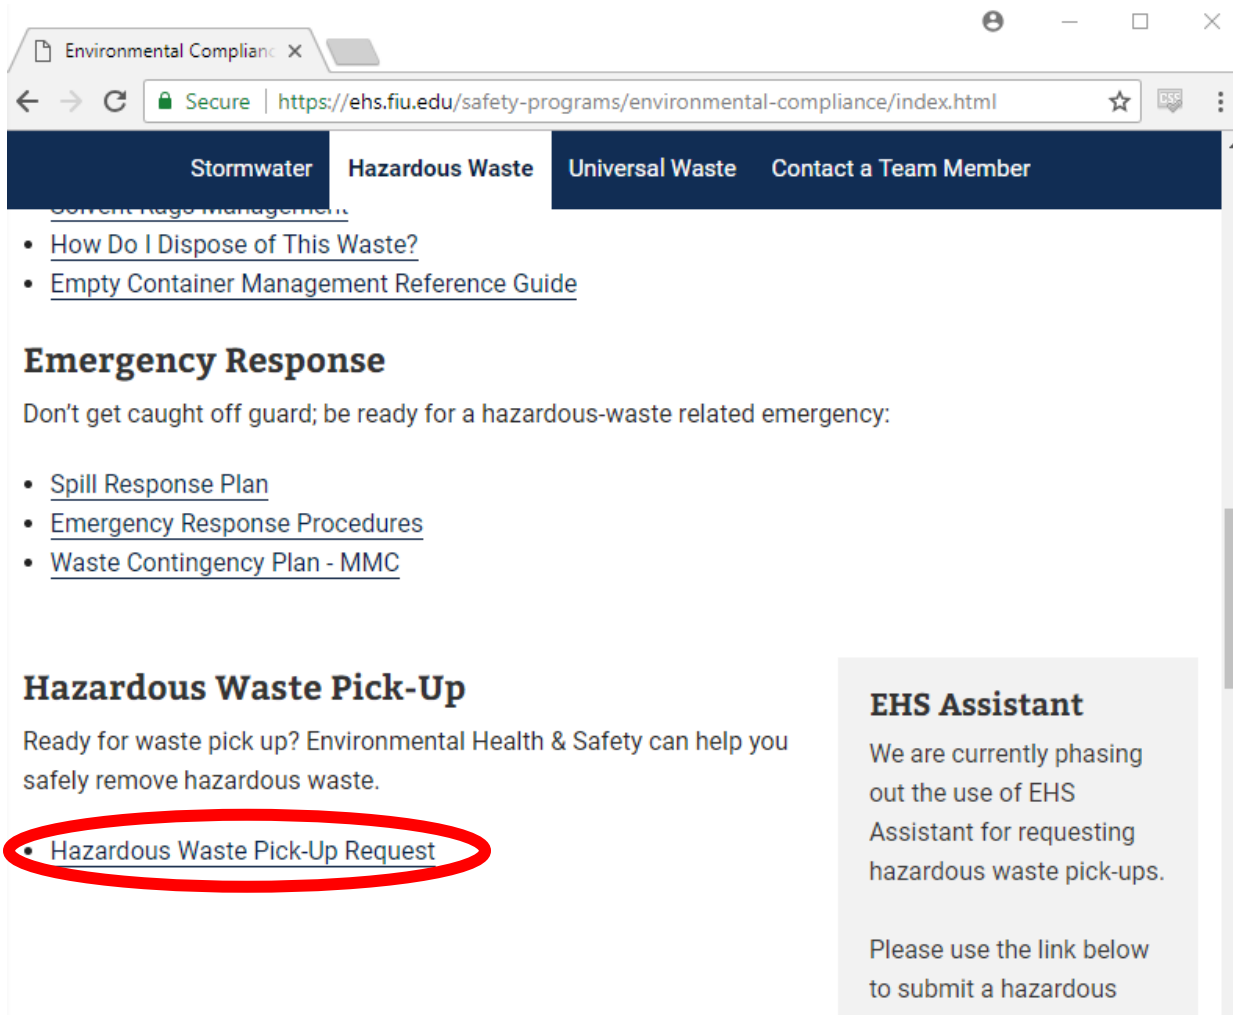 Environmental Complianc
Secure | https://ehs.fiu.edu/safety-programs/environmental-compliance/index.html
CSS
Stormwater Hazardous Waste Universal Waste Contact a Team Member
Solvent Rags Management
• How Do I Dispose of This Waste?
• Empty Container Management Reference Guide
Emergency Response
Don't get caught off guard; be ready for a hazardous-waste related emergency:
• Spill Response Plan
• Emergency Response Procedures
• Waste Contingency Plan - MMC
Hazardous Waste Pick-Up
Ready for waste pick up? Environmental Health & Safety can help you
safely remove hazardous waste.
• Hazardous Waste Pick-Up Request
EHS Assistant
We are currently phasing
out the use of EHS
Assistant for requesting
hazardous waste pick-ups.
Please use the link below
to submit a hazardous